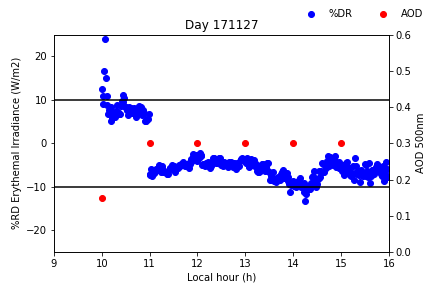 %DR AOD
Day 171127
%RD Erythemal Irradiance (W/m2)
20
10
0
−10
−20
0.6
0.5
0.4
0.3
0.2
0.1
0.0
AOD 500nm
9 10 11 12 13 14 15 16
Local hour (h)